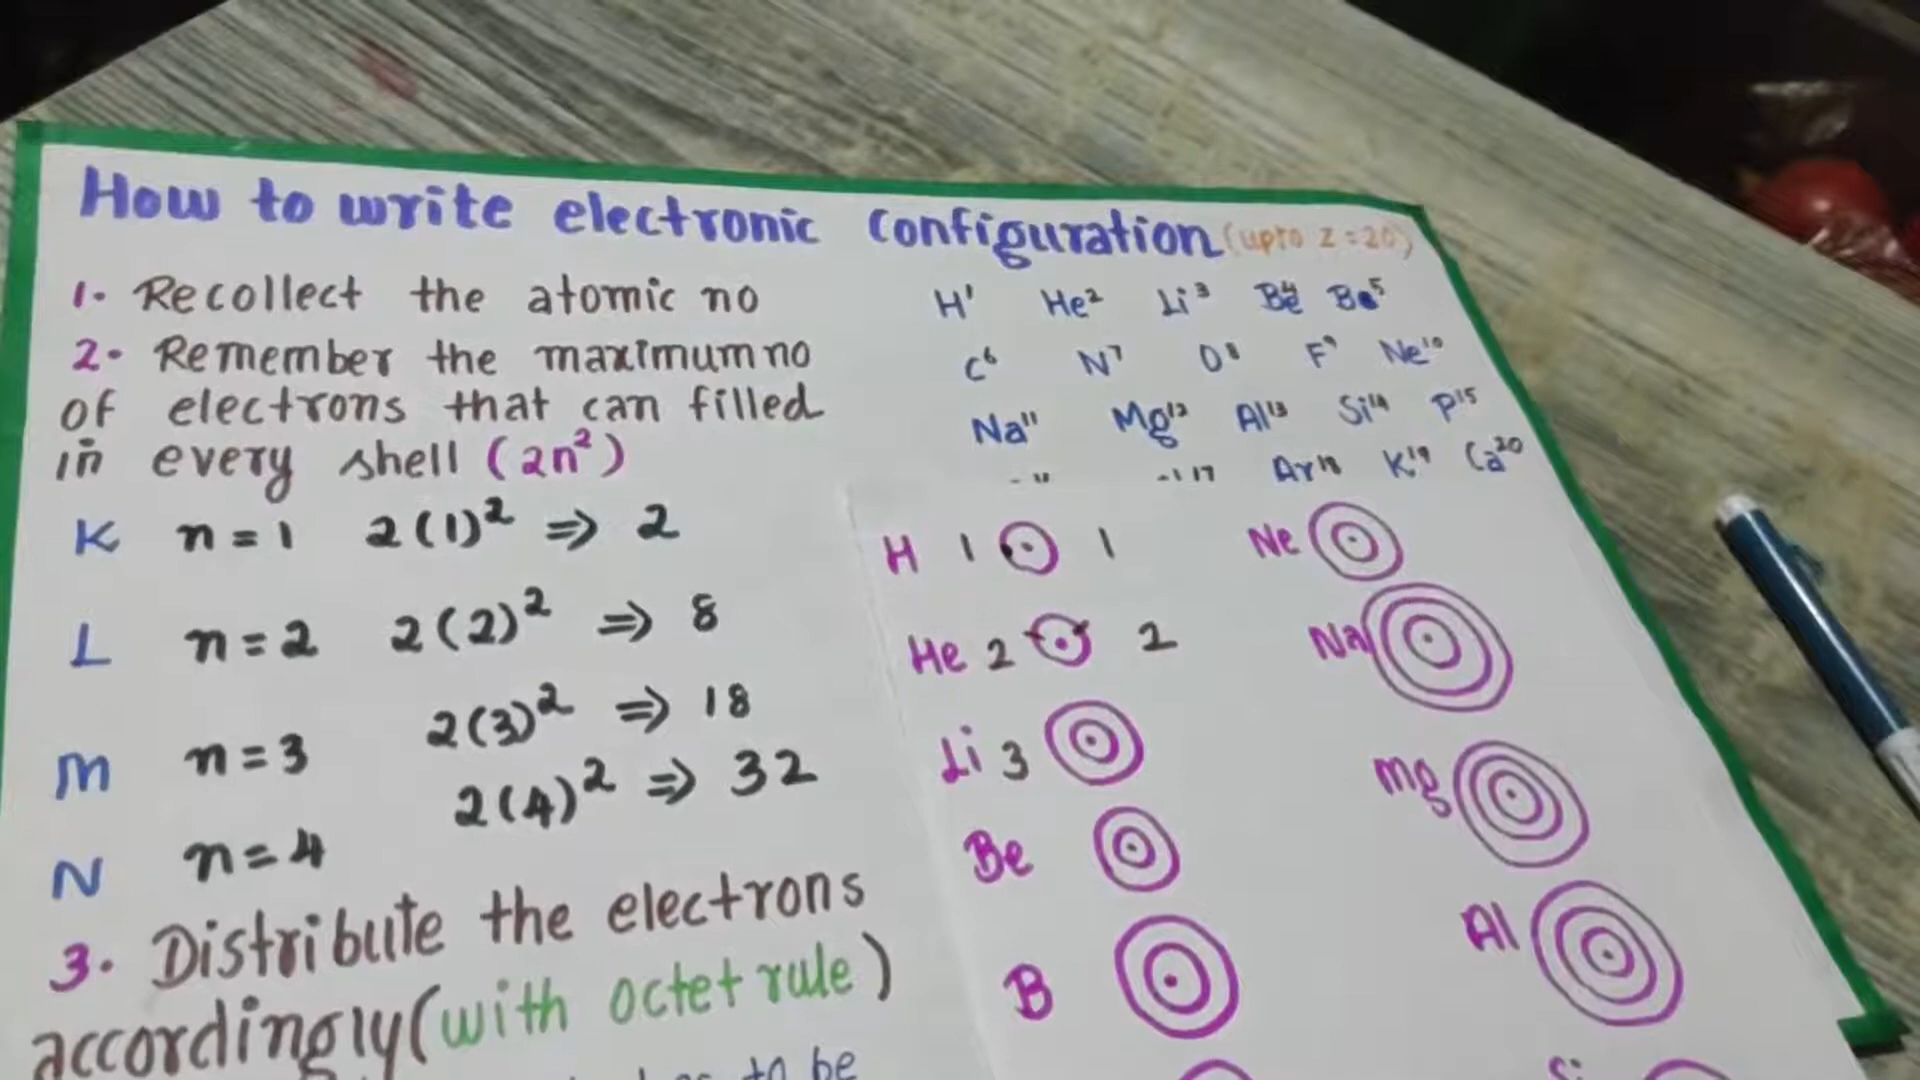 How to write electronic configuration (upto z=20)
1. Recollect the atomic no
2. Remember the maximum no
of electrons that can filled
in every shell (2n²)
K n=1 2(1)² ⇒ 2
L n=2 2(2)² ⇒ 8
M n=3 2(3)² ⇒ 18
N n=4 2(4)² ⇒ 32
3. Distribute the electrons
accordingly (with octet rule)
to be
H¹ He² Li³ Be⁴ B⁵
C⁶ N⁷ O⁸ F⁹ Ne¹⁰
Na¹¹ Mg¹² Al¹³ Si¹⁴ P¹⁵
17 Ar¹⁸ K¹⁹ Ca²⁰
H 1 1
He 2 2
Li 3
Be
B
Ne
Na
Mg
Al
Si